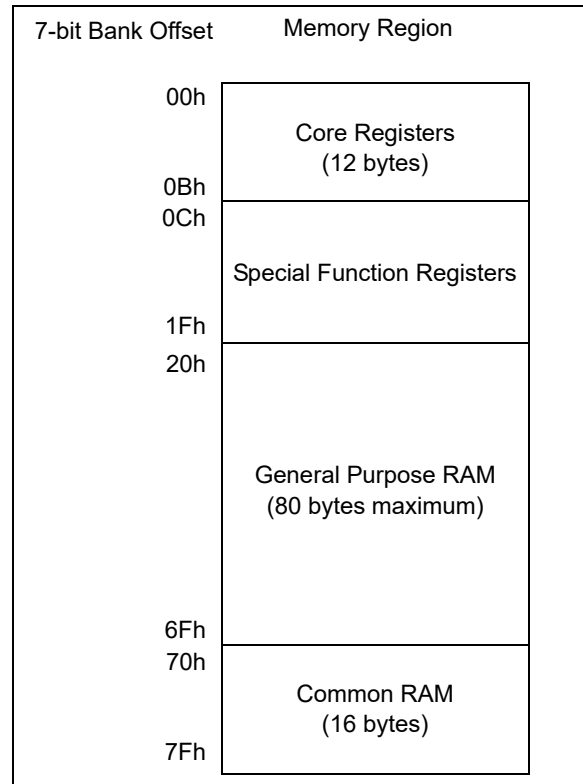 7-bit Bank Offset Memory Region
00h
Core Registers
(12 bytes)
0Bh
0Ch
Special Function Registers
1Fh
20h
General Purpose RAM
(80 bytes maximum)
6Fh
70h
Common RAM
(16 bytes)
7Fh